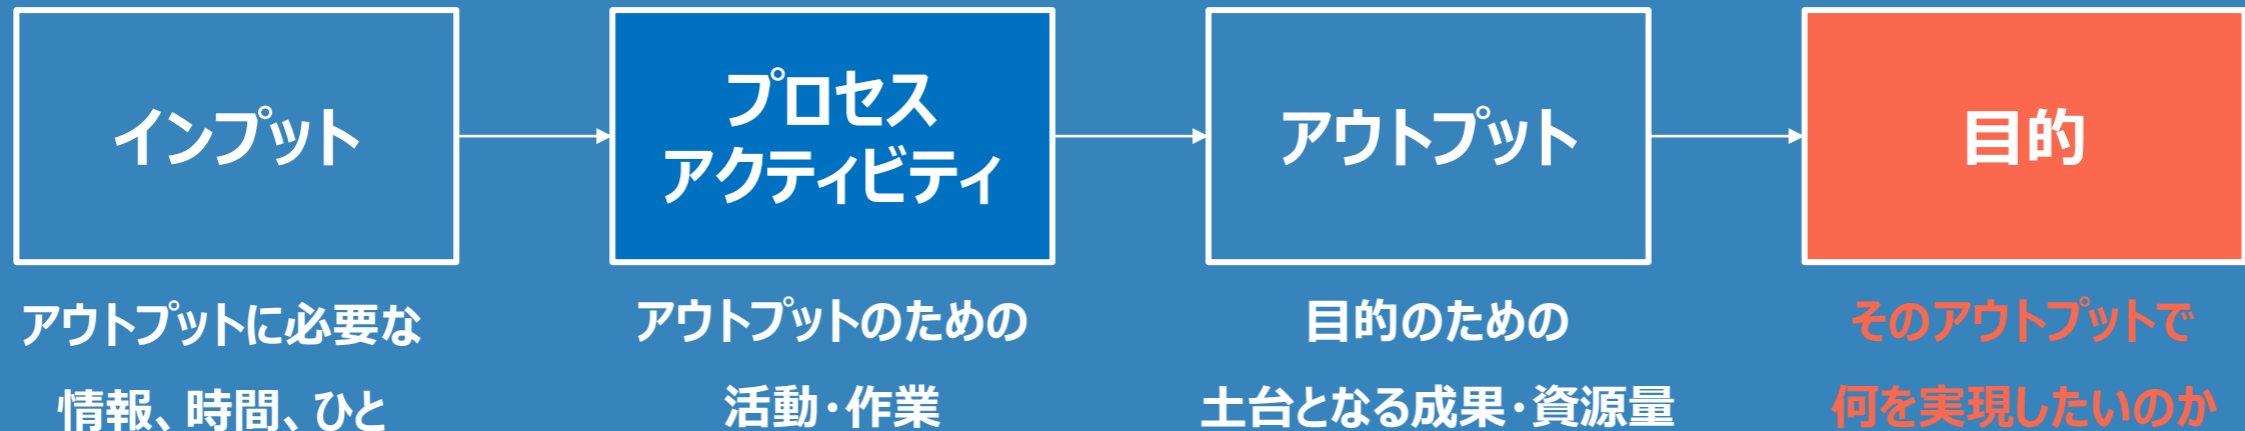 インプット
プロセス
アクティビティ
アウトプット
目的
アウトプットに必要な
情報、時間、ひと
アウトプットのための
活動・作業
目的のための
土台となる成果・資源量
そのアウトプットで
何を実現したいのか